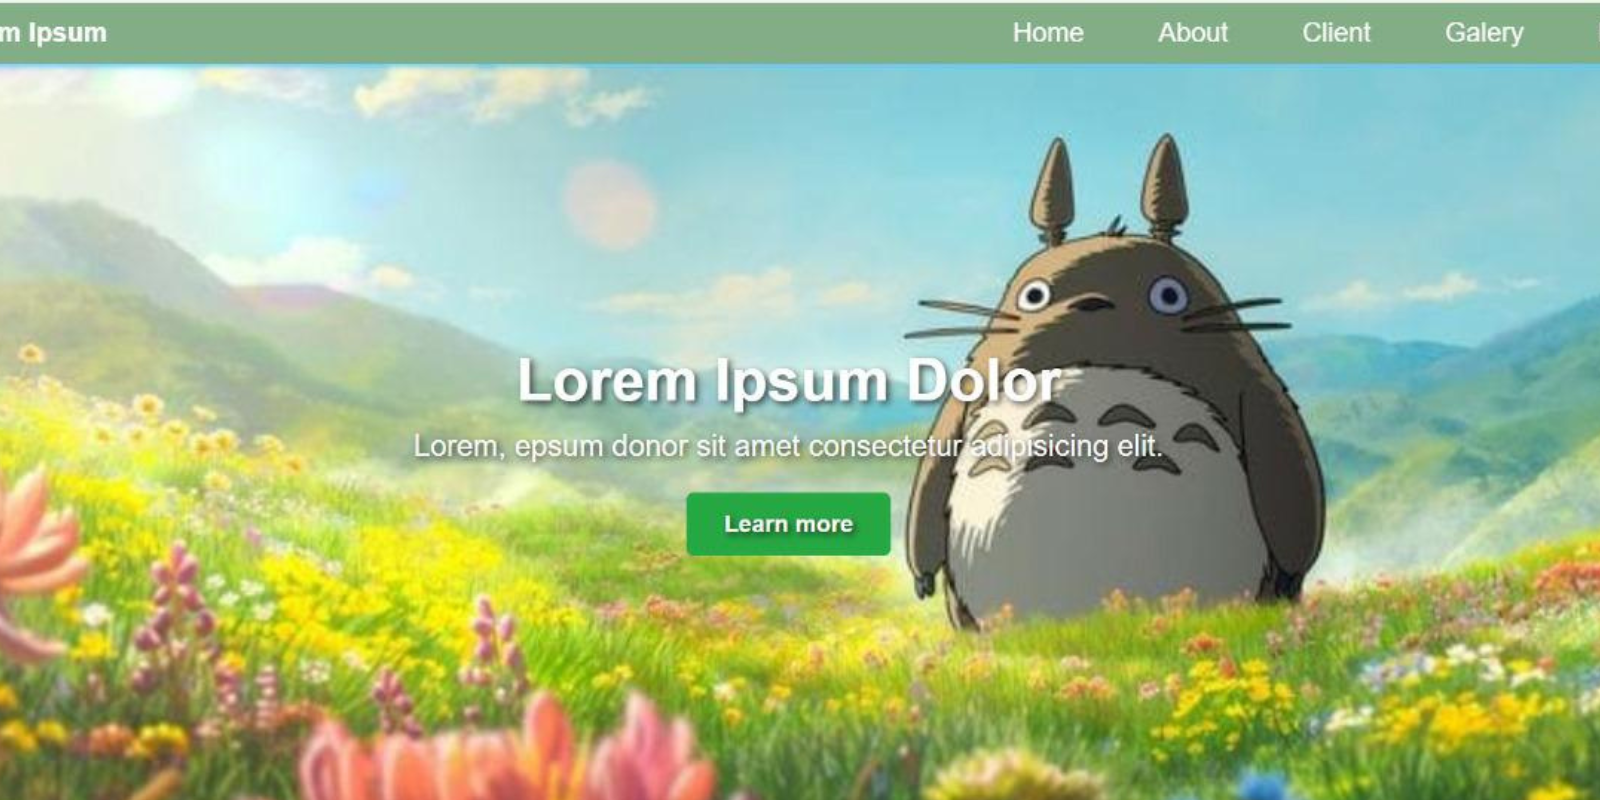 m Ipsum
Home About Client Galery
Lorem Ipsum Dolor
Lorem, epsum donor sit amet consectetur adipisicing elit.
Learn more